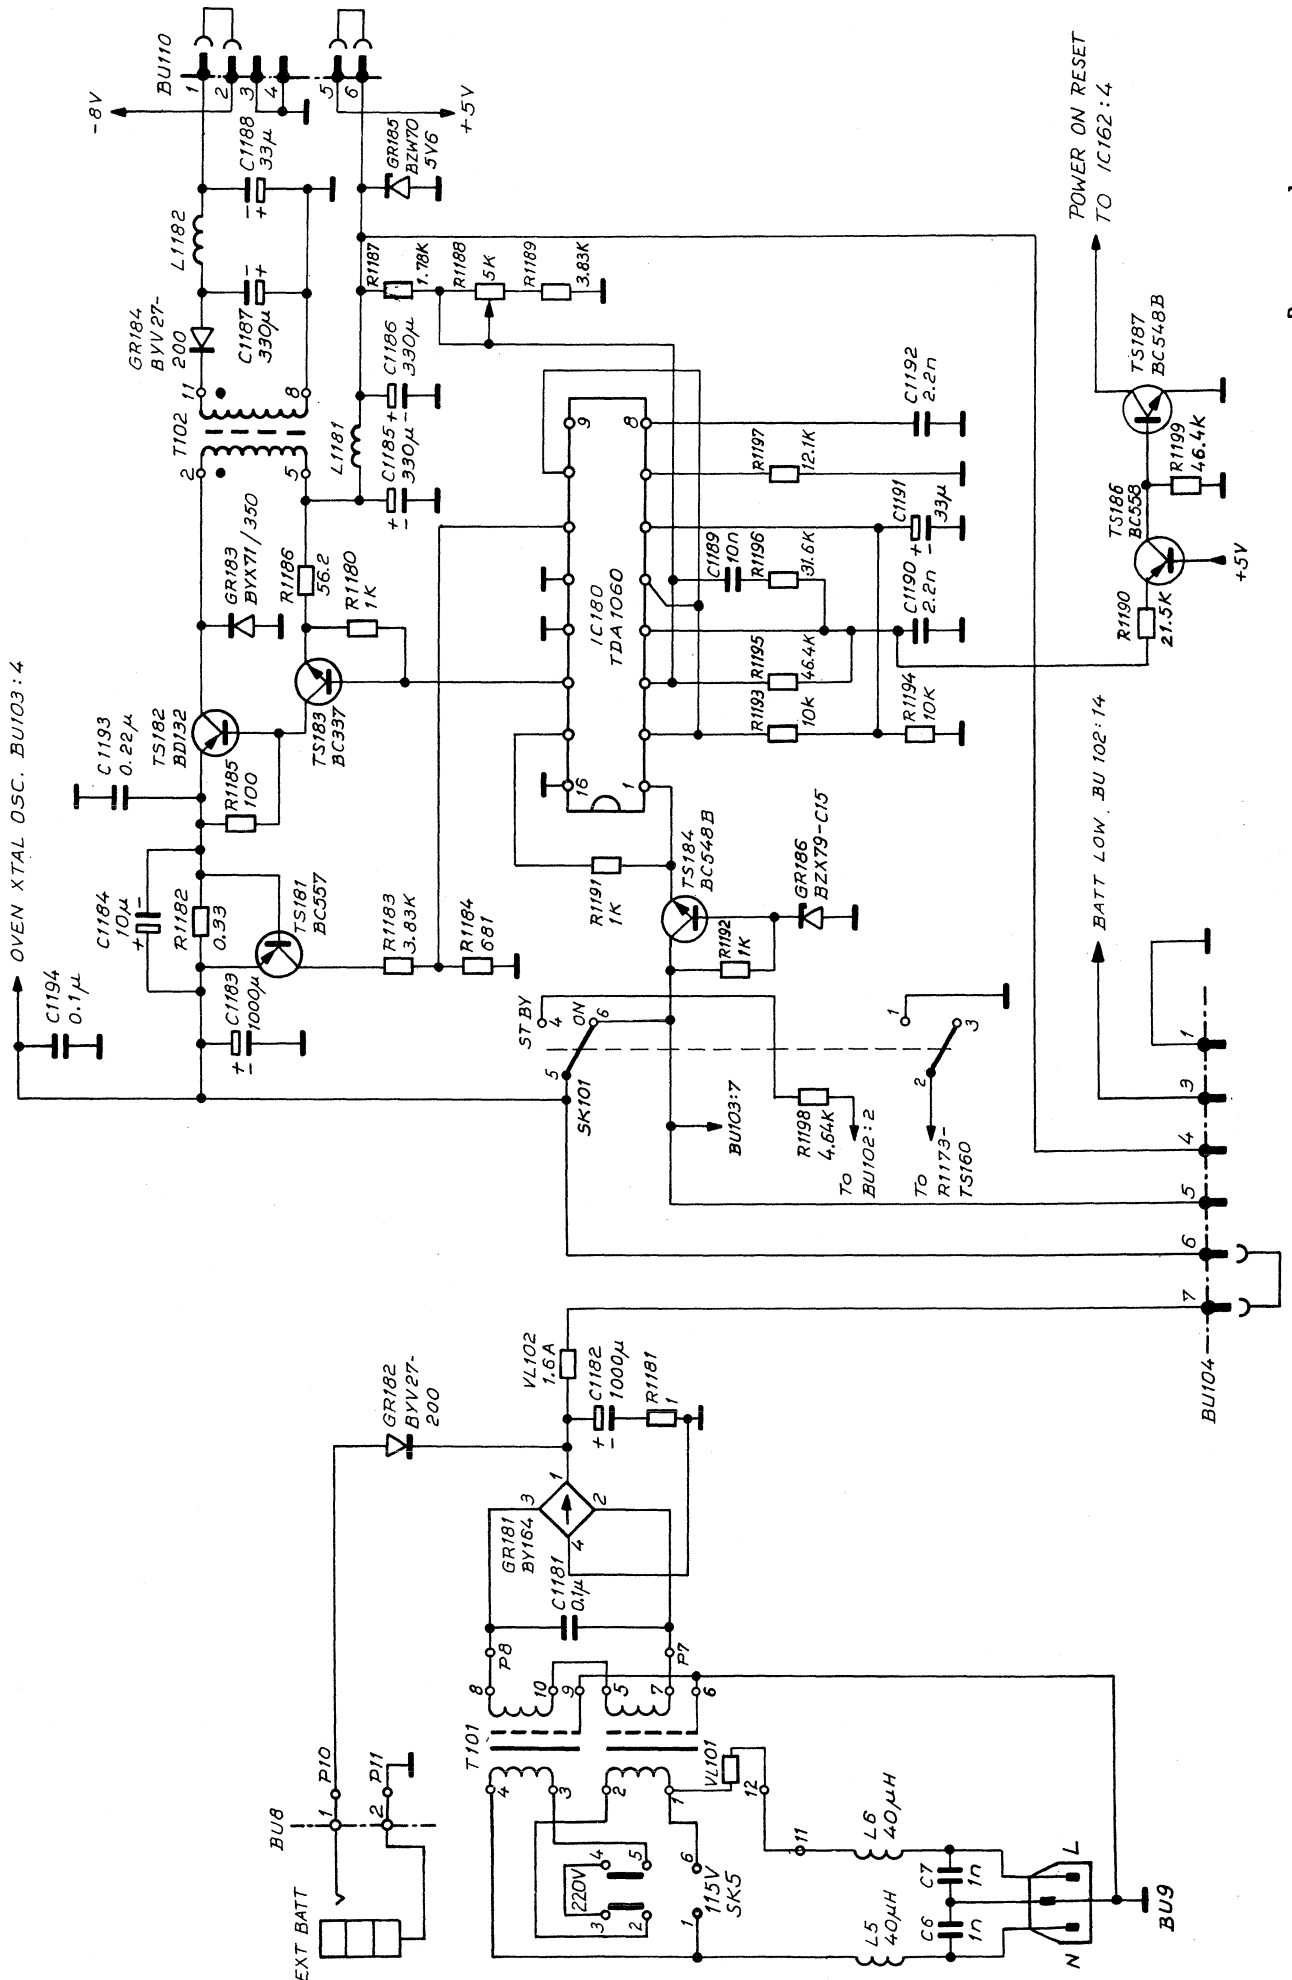 OVEN XTAL OSC. BU103:4
C1194
0.1µ
C1183
1000µ
+
-
C1184
10µ
+
-
R1182
0.33
TS181
BC557
R1183
3.83K
R1184
681
C1193
0.22µ
R1185
100
TS182
BD132
TS183
BC337
GR183
BYX71/350
R1186
56.2
R1180
1K
T102
2
5
11
8
GR184
BYV27-
200
C1187
330µ
-
+
L1182
C1188
33µ
-
+
-8V
BU110
1
2
3
4
5
6
+5V
GR185
BZW70
5V6
L1181
C1185
330µ
+
-
C1186
330µ
+
-
R1187
1.78K
R1188
5K
R1189
3.83K
IC180
TDA1060
16
9
1
8
R1191
1K
TS184
BC548B
R1192
1K
GR186
BZX79-C15
R1193
10K
R1194
10K
R1195
46.4K
C1189
10n
R1196
31.6K
C1190
2.2n
C1191
33µ
+
-
R1197
12.1K
C1192
2.2n
R1190
21.5K
TS186
BC558
+5V
R1199
46.4K
TS187
BC548B
POWER ON RESET
TO IC162:4
ST BY
4
ON
6
5
SK101
BU103:7
R1198
4.64K
To
BU102:2
1
2
3
To
R1173-
TS160
BATT LOW. BU 102:14
BU104
7
6
5
4
3
1
VL102
1.6A
GR182
BYV27-
200
C1182
1000µ
+
-
R1181
1
GR181
BY164
3
1
2
4
C1181
0.1µ
P8
P7
8
10
9
5
7
6
T101
4
3
2
1
VL101
12
11
EXT BATT
BU8
1
2
P10
P11
220V
3
4
2
5
1
6
115V
SK5
L5
40µH
L6
40µH
C6
1n
C7
1n
N
L
BU9